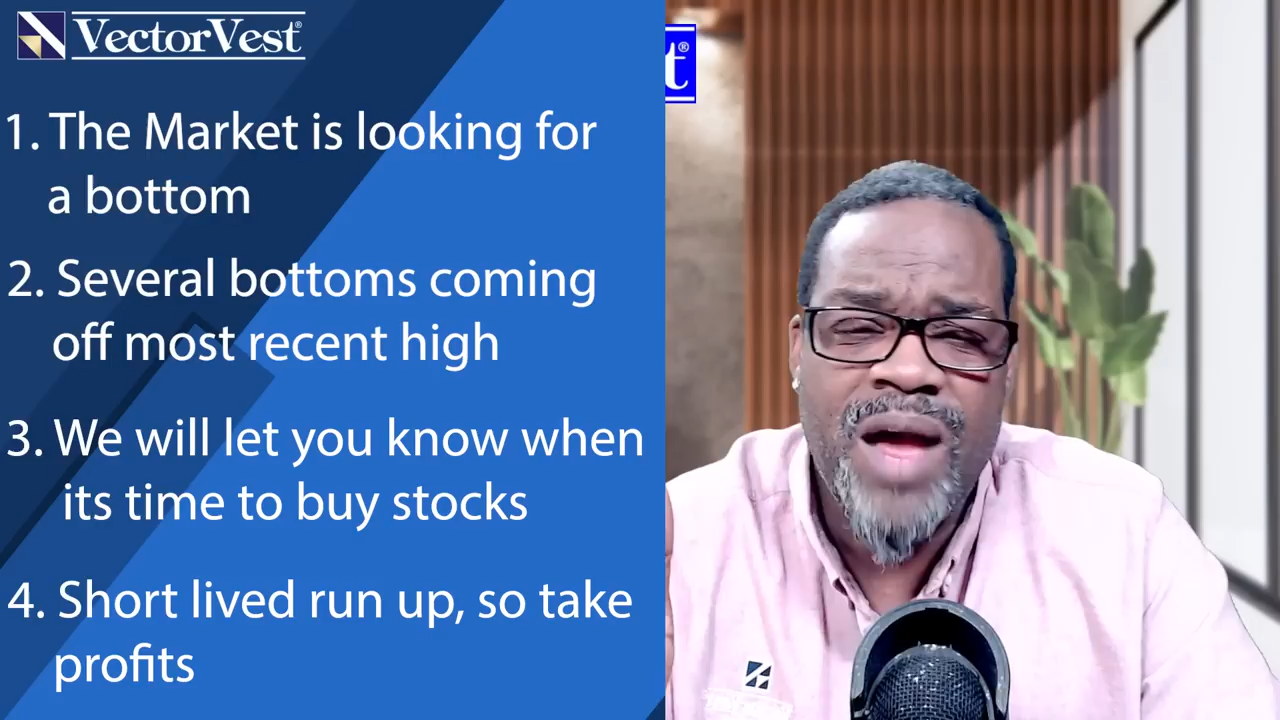 VectorVest®
t®
1. The Market is looking for
a bottom
2. Several bottoms coming
off most recent high
3. We will let you know when
its time to buy stocks
4. Short lived run up, so take
profits